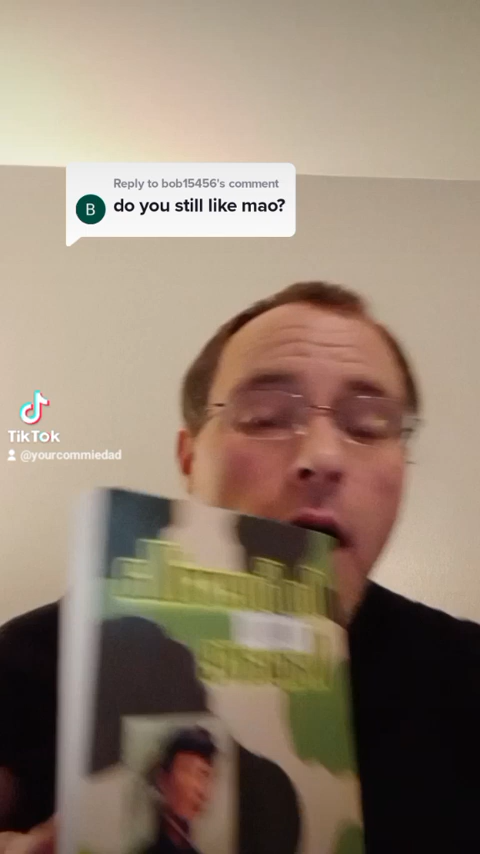 Reply to bob15456's comment
B
do you still like mao?
TikTok
@yourcommiedad